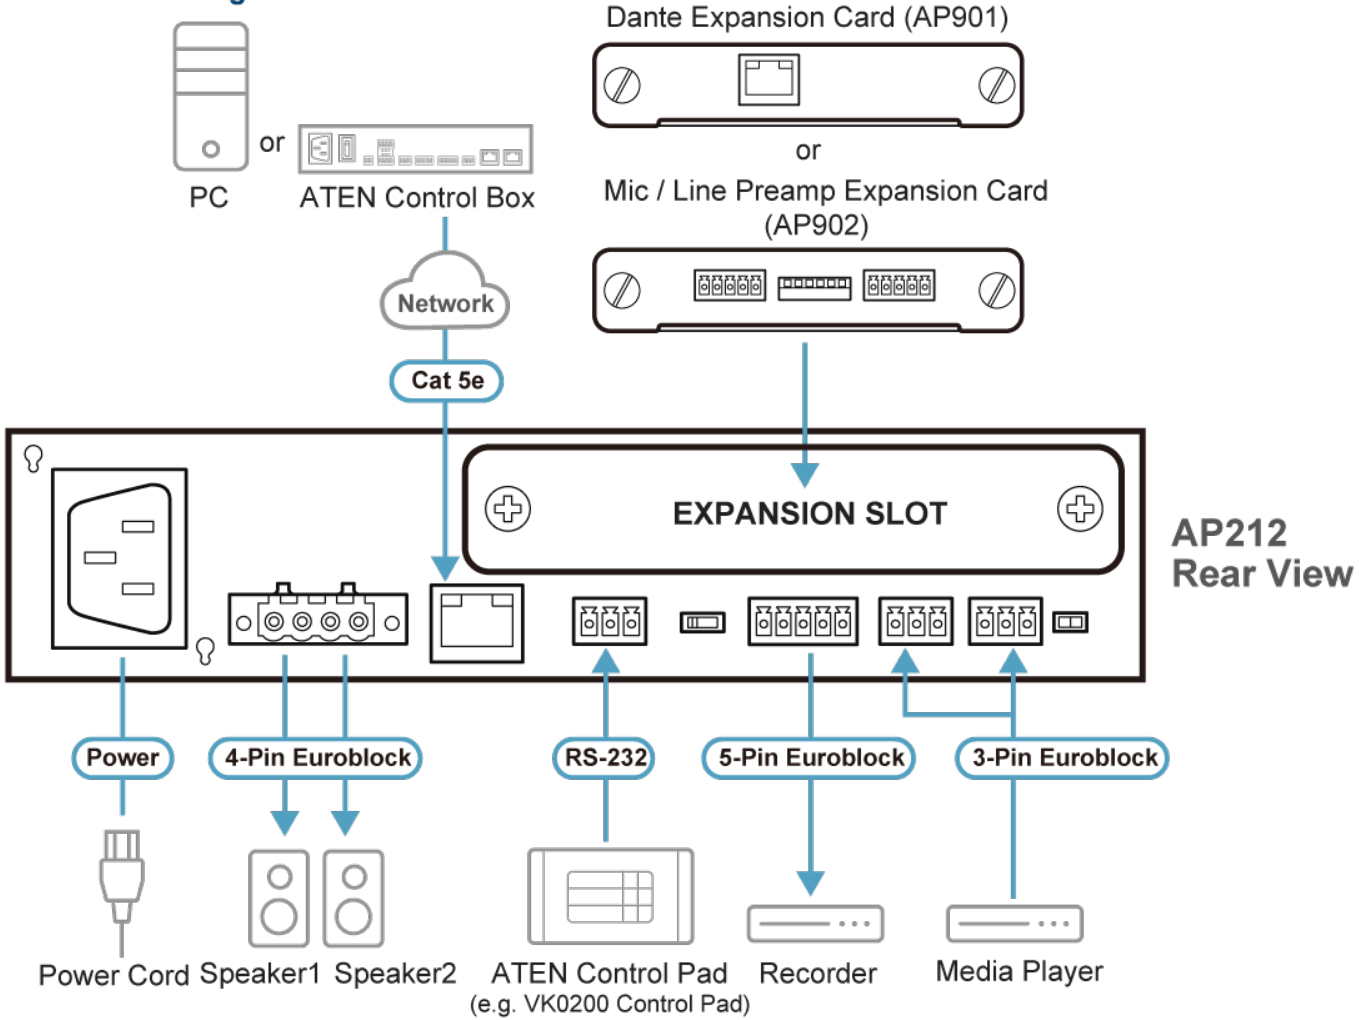 Dante Expansion Card (AP901)
or
or
PC
ATEN Control Box
Mic / Line Preamp Expansion Card
(AP902)
Network
Cat 5e
EXPANSION SLOT
AP212
Rear View
Power
4-Pin Euroblock
RS-232
5-Pin Euroblock
3-Pin Euroblock
Power Cord
Speaker1
Speaker2
ATEN Control Pad
(e.g. VK0200 Control Pad)
Recorder
Media Player